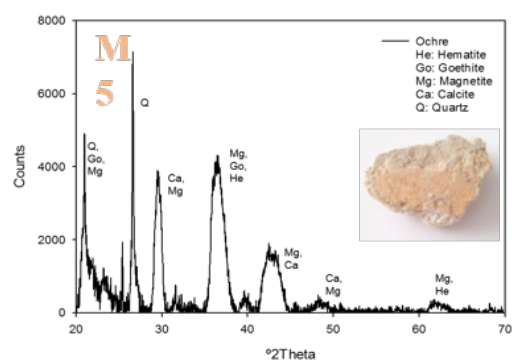 8000
6000
4000
2000
0
Counts
M
5
Q,
Go,
Mg
Q
Ca,
Mg
Mg,
Go,
He
Mg,
Ca
Ca,
Mg
Mg,
He
Ochre
He: Hematite
Go: Goethite
Mg: Magnetite
Ca: Calcite
Q: Quartz
20 30 40 50 60 70
º2Theta